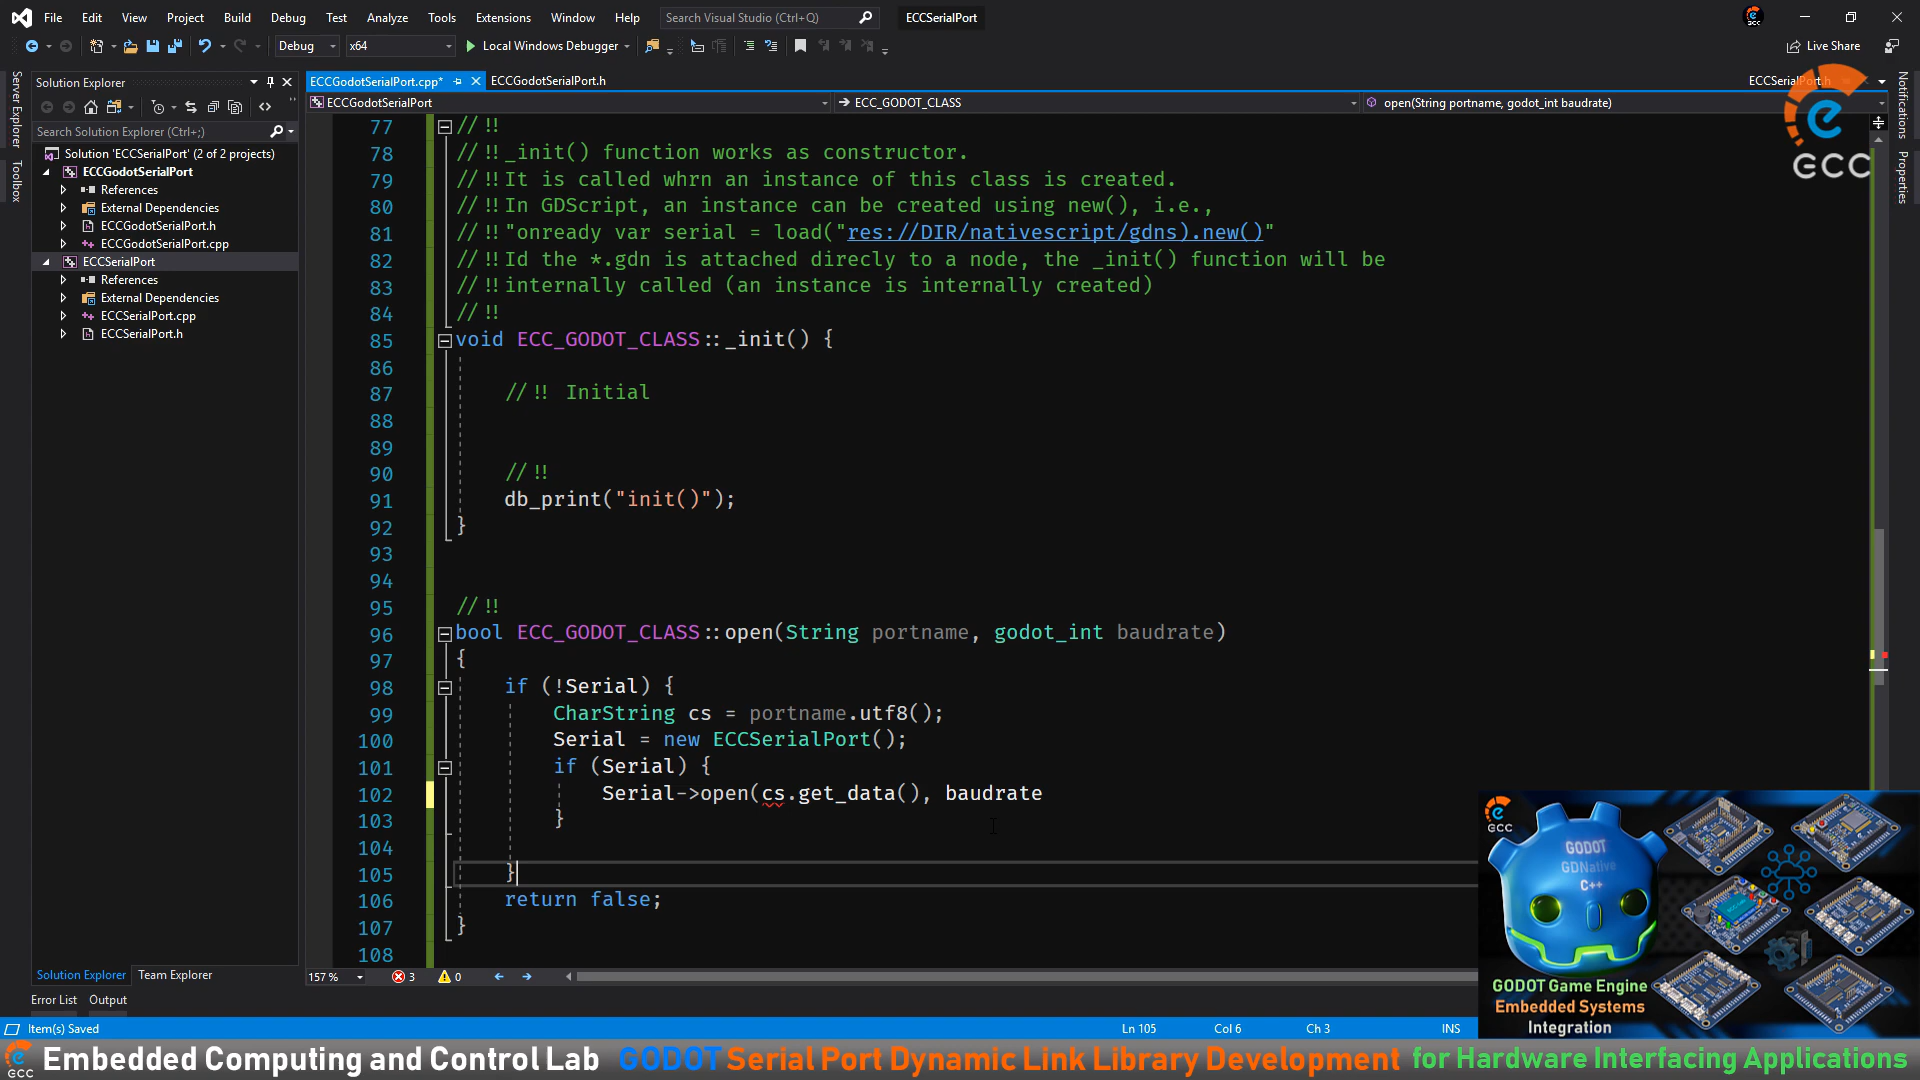 File Edit View Project Build Debug Test Analyze Tools Extensions Window Help Search Visual Studio (Ctrl+Q) ECCSerialPort
Debug x64 Local Windows Debugger Live Share
Server Explorer
Toolbox
Solution Explorer
Search Solution Explorer (Ctrl+;)
Solution 'ECCSerialPort' (2 of 2 projects)
ECCGodotSerialPort
References
External Dependencies
ECCGodotSerialPort.h
ECCGodotSerialPort.cpp
ECCSerialPort
References
External Dependencies
ECCSerialPort.cpp
ECCSerialPort.h
Solution Explorer Team Explorer
ECCGodotSerialPort.cpp* ECCGodotSerialPort.h ECCSerialPort.h
ECCGodotSerialPort ECC_GODOT_CLASS open(String portname, godot_int baudrate)
77 //!!
78 //!!_init() function works as constructor.
79 //!!It is called whrn an instance of this class is created.
80 //!!In GDScript, an instance can be created using new(), i.e.,
81 //!!"onready var serial = load("res://DIR/nativescript/gdns).new()"
82 //!!Id the *.gdn is attached direcly to a node, the _init() function will be
83 //!!internally called (an instance is internally created)
84 //!!
85 void ECC_GODOT_CLASS::_init() {
86
87 //!! Initial
88
89
90 //!!
91 db_print("init()");
92 }
93
94
95 //!!
96 bool ECC_GODOT_CLASS::open(String portname, godot_int baudrate)
97 {
98 if (!Serial) {
99 CharString cs = portname.utf8();
100 Serial = new ECCSerialPort();
101 if (Serial) {
102 Serial->open(cs.get_data(), baudrate
103 }
104
105 }
106 return false;
107 }
108
157 % 3 0
Notifications
Properties
ecc
Error List Output
Item(s) Saved Ln 105 Col 6 Ch 3 INS
ECC
GODOT
GDNative
C++
GODOT Game Engine
Embedded Systems
Integration
ECC Embedded Computing and Control Lab GODOT Serial Port Dynamic Link Library Development for Hardware Interfacing Applications